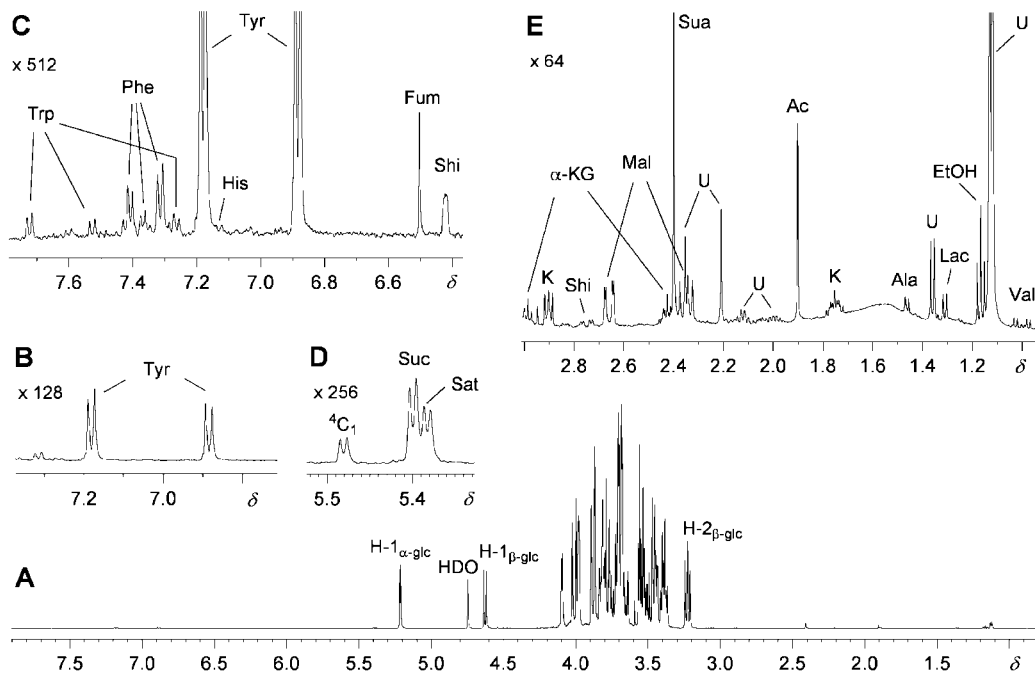 C
x 512
Trp
Phe
Tyr
His
Fum
Shi
7.6 7.4 7.2 7.0 6.8 6.6 δ
E
x 64
Sua
U
Ac
Mal
α-KG
U
EtOH
K
Shi
U
K
Ala
U
Lac
Val
2.8 2.6 2.4 2.2 2.0 1.8 1.6 1.4 1.2 δ
B
x 128
Tyr
7.2 7.0 δ
D
x 256
Suc
Sat
⁴C₁
5.5 5.4 δ
A
H-1α-glc
HDO
H-1β-glc
H-2β-glc
7.5 7.0 6.5 6.0 5.5 5.0 4.5 4.0 3.5 3.0 2.5 2.0 1.5 δ